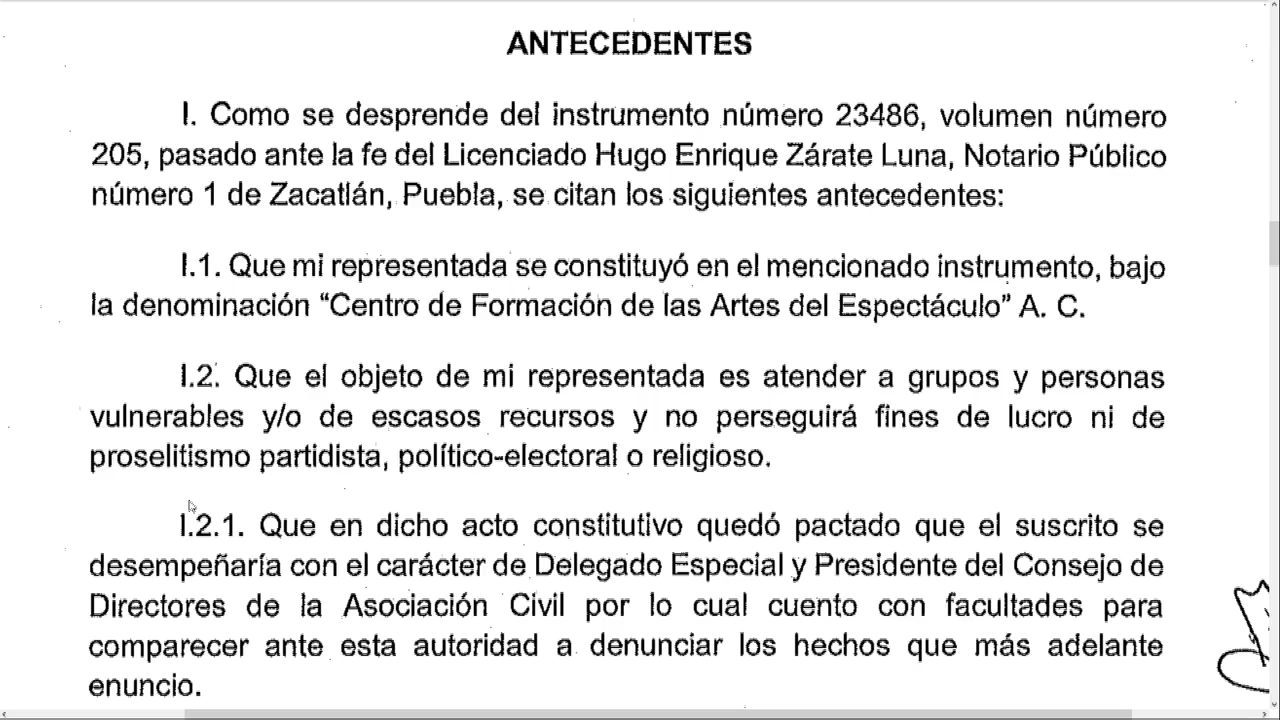 ANTECEDENTES
I. Como se desprende del instrumento número 23486, volumen número
205, pasado ante la fe del Licenciado Hugo Enrique Zárate Luna, Notario Público
número 1 de Zacatlán, Puebla, se citan los siguientes antecedentes:
I.1. Que mi representada se constituyó en el mencionado instrumento, bajo
la denominación “Centro de Formación de las Artes del Espectáculo” A. C.
I.2. Que el objeto de mi representada es atender a grupos y personas
vulnerables y/o de escasos recursos y no perseguirá fines de lucro ni de
proselitismo partidista, político-electoral o religioso.
I.2.1. Que en dicho acto constitutivo quedó pactado que el suscrito se
desempeñaría con el carácter de Delegado Especial y Presidente del Consejo de
Directores de la Asociación Civil por lo cual cuento con facultades para
comparecer ante esta autoridad a denunciar los hechos que más adelante
enuncio.